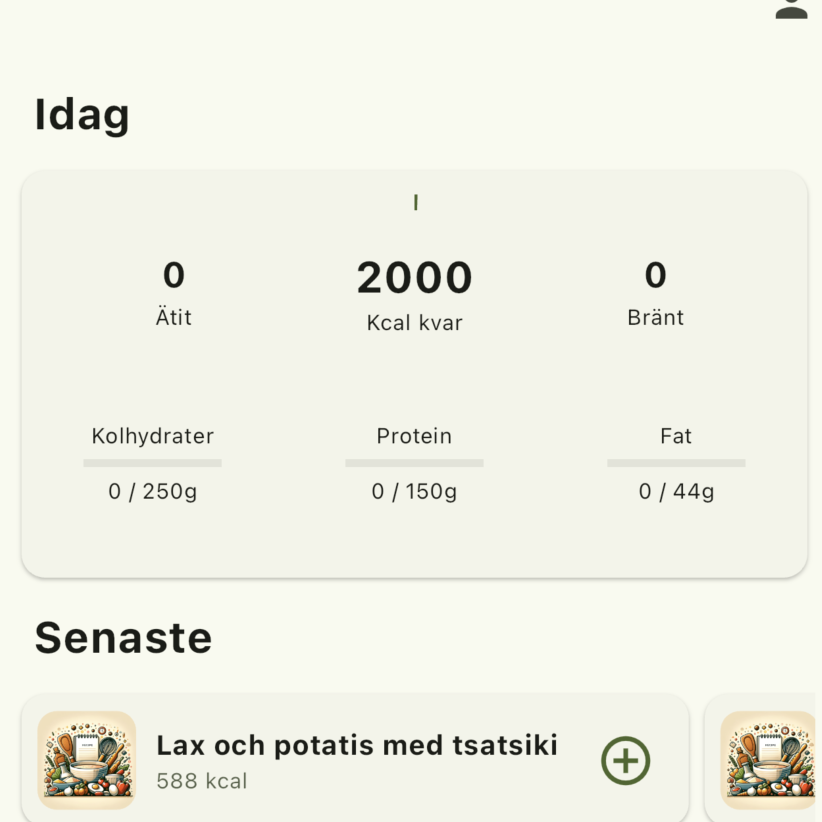 Idag
0 2000 0
Ätit Kcal kvar Bränt
Kolhydrater Protein Fat
0 / 250g 0 / 150g 0 / 44g
Senaste
Lax och potatis med tsatsiki
588 kcal